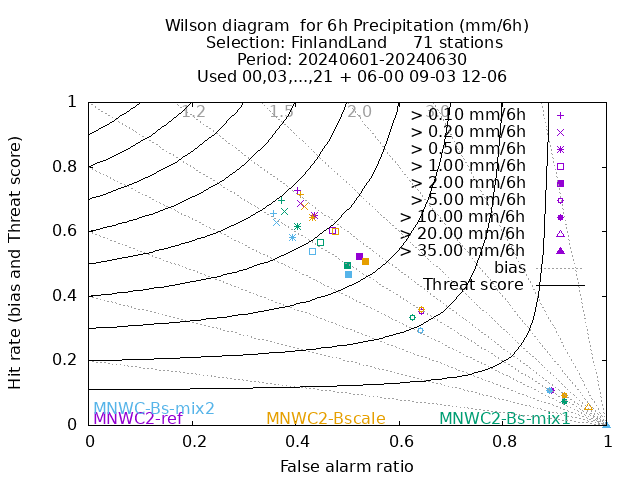 Wilson diagram  for 6h Precipitation (mm/6h)
Selection: FinlandLand     71 stations
Period: 20240601-20240630
Used 00,03,...,21 + 06-00 09-03 12-06
Hit rate (bias and Threat score)
1
0.8
0.6
0.4
0.2
0
1.2
1.5
2.0
3.0
> 0.10 mm/6h
> 0.20 mm/6h
> 0.50 mm/6h
> 1.00 mm/6h
> 2.00 mm/6h
> 5.00 mm/6h
> 10.00 mm/6h
> 20.00 mm/6h
> 35.00 mm/6h
bias
Threat score
MNWC-Bs-mix2
MNWC2-ref
MNWC2-Bscale
MNWC2-Bs-mix1
0
0.2
0.4
0.6
0.8
1
False alarm ratio